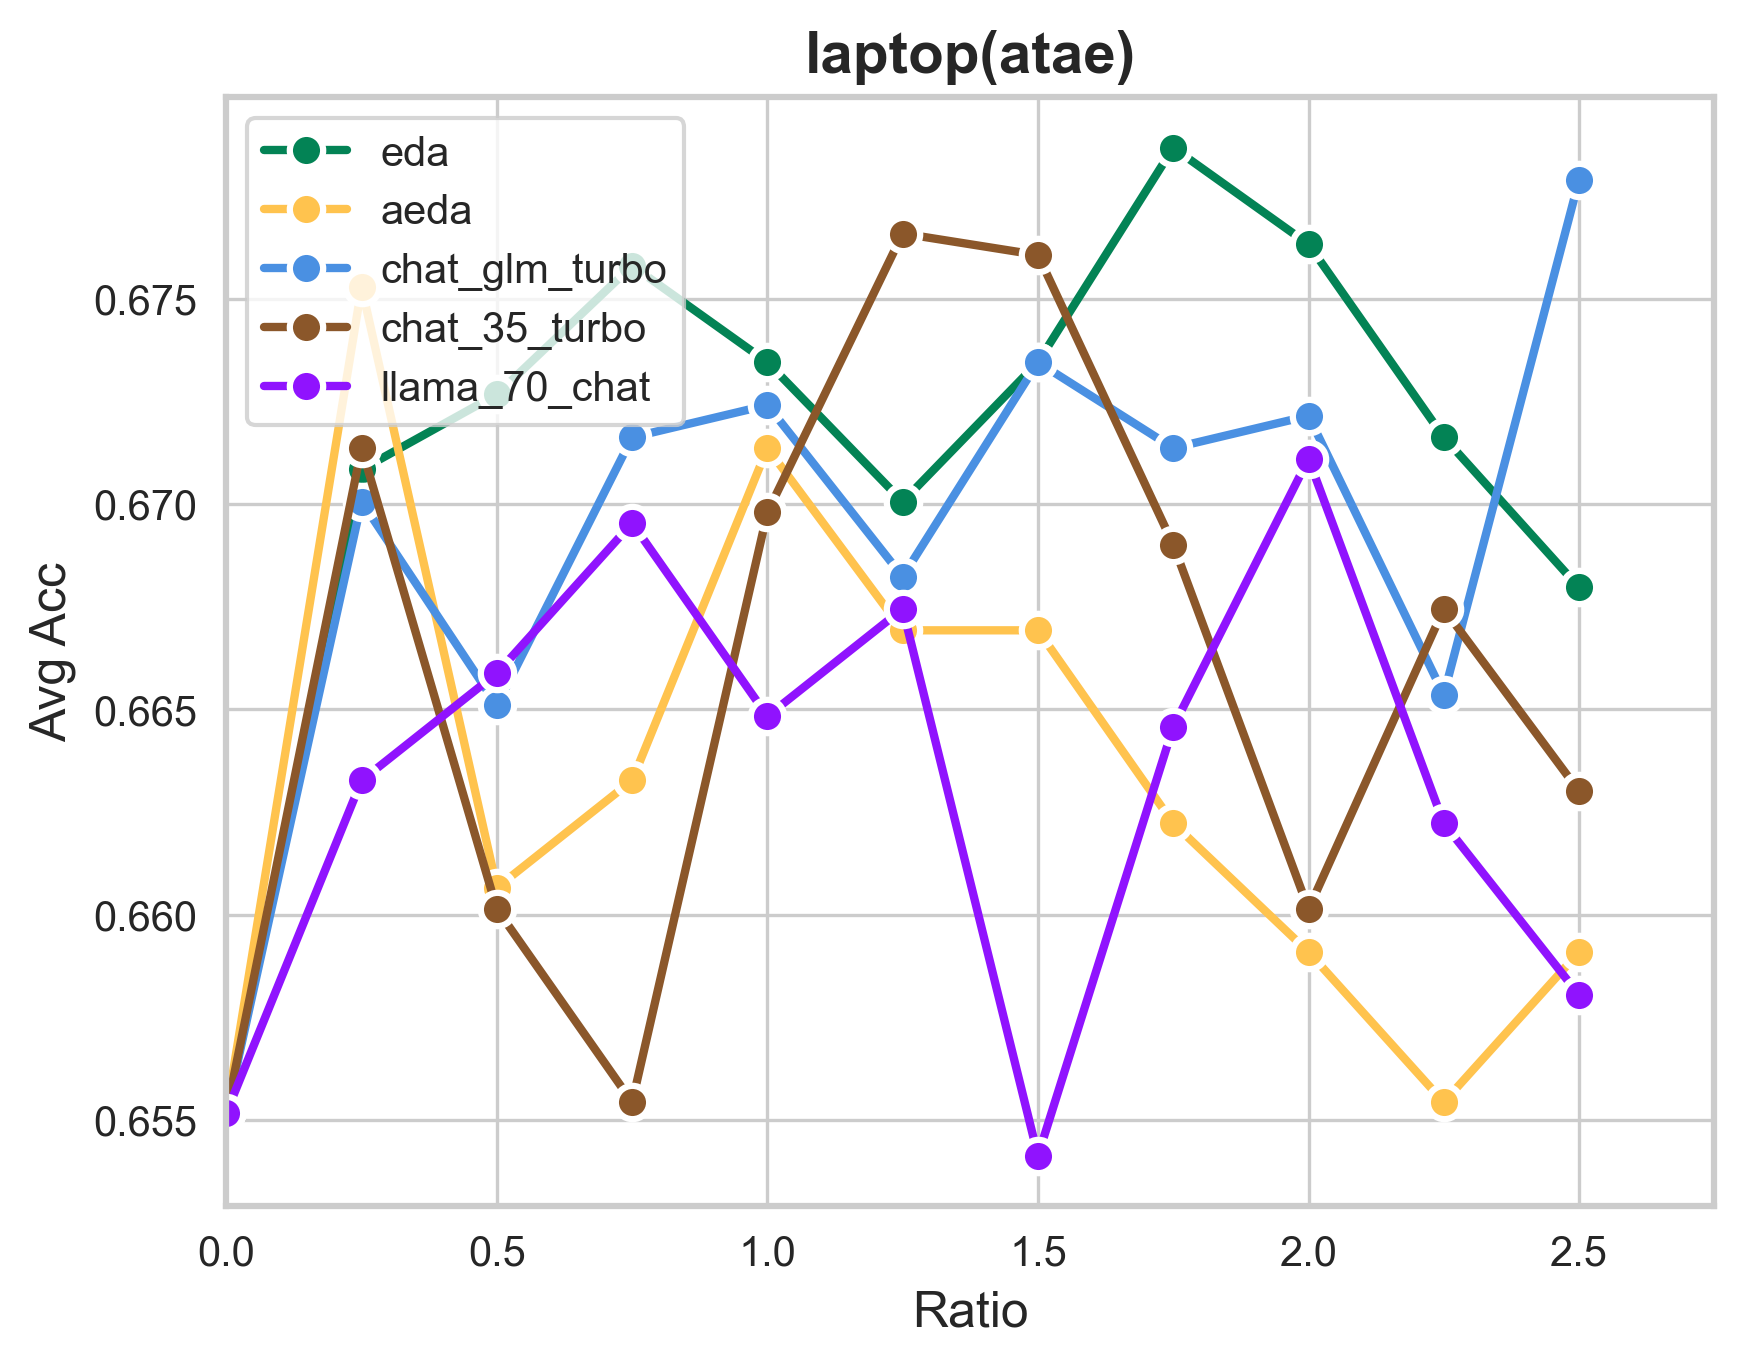 laptop(atae)
eda
aeda
chat_glm_turbo
chat_35_turbo
llama_70_chat
0.675
0.670
0.665
0.660
0.655
Avg Acc
0.0 0.5 1.0 1.5 2.0 2.5
Ratio